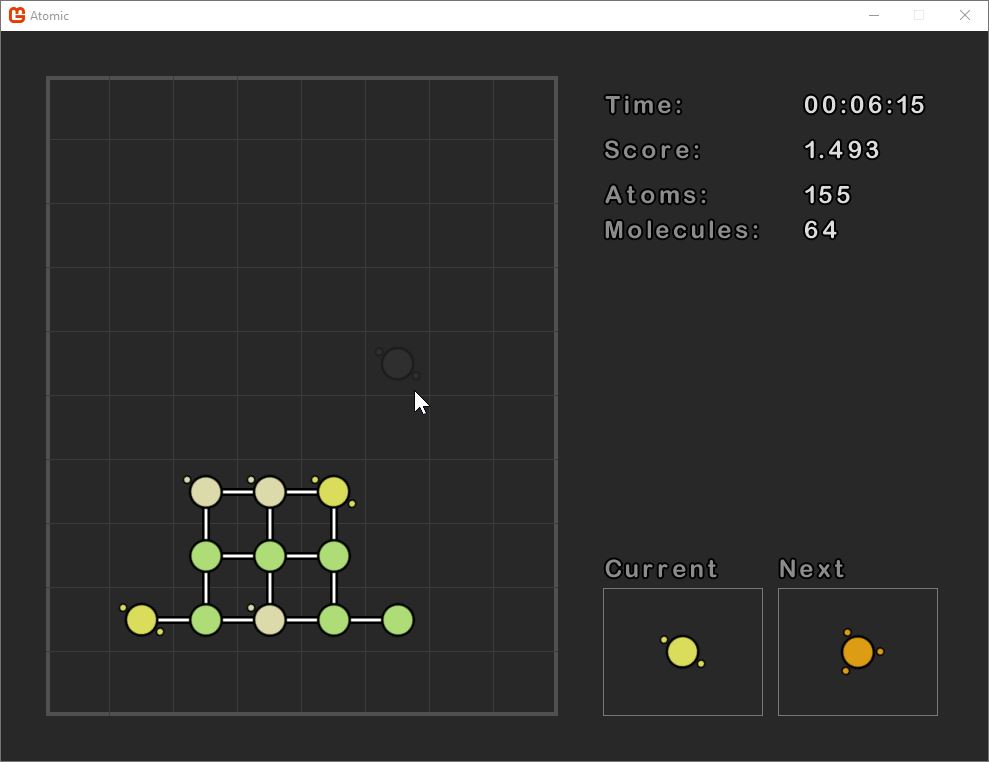 Atomic
Time: 00:06:15
Score: 1.493
Atoms: 155
Molecules: 64
Current Next